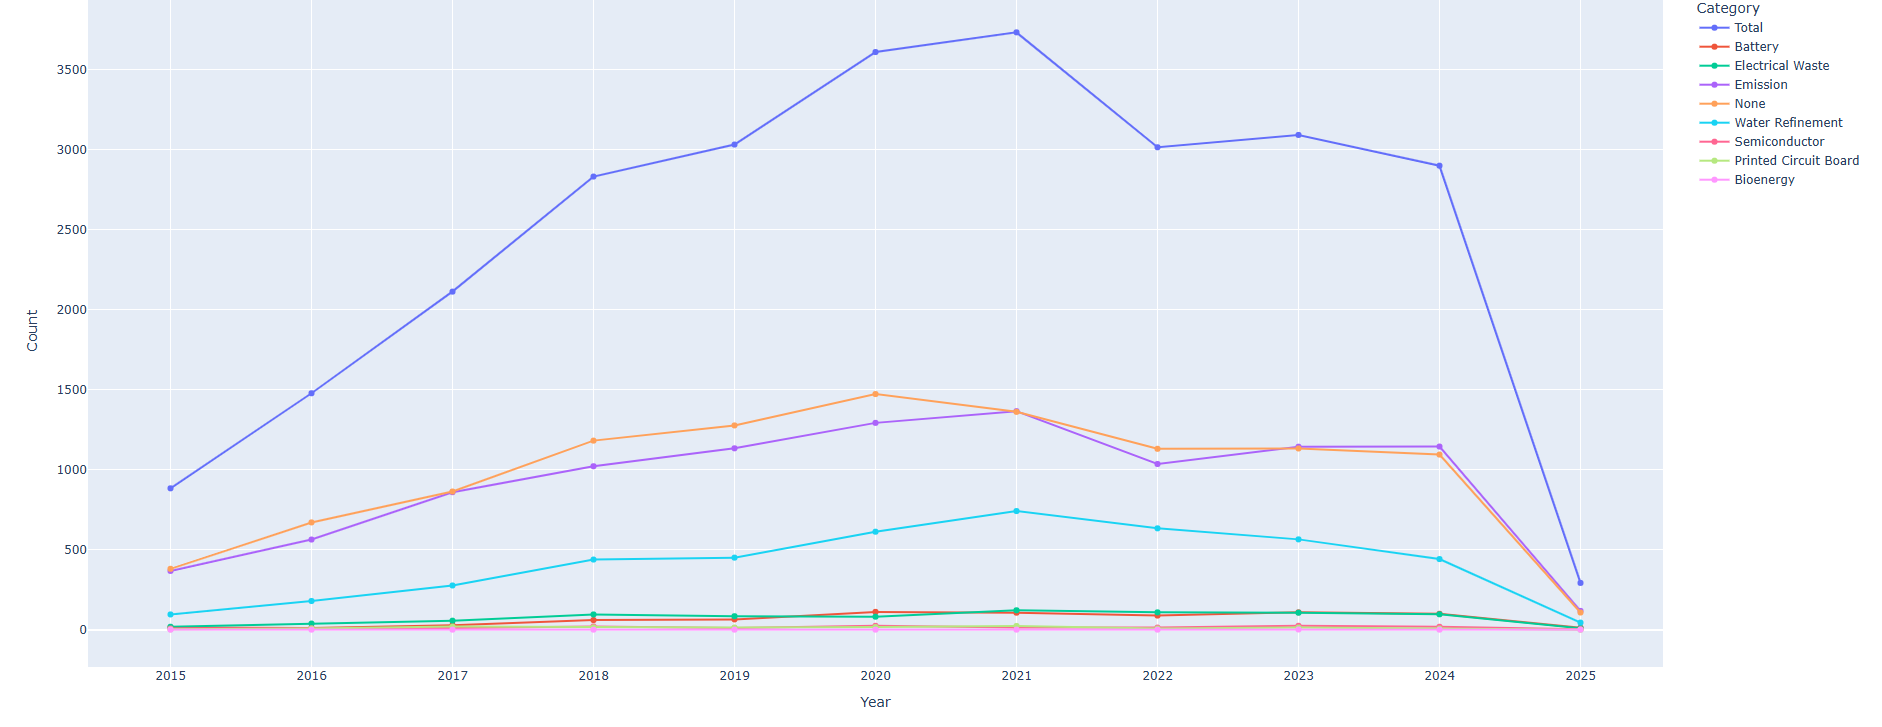 Category
Total
Battery
Electrical Waste
Emission
None
Water Refinement
Semiconductor
Printed Circuit Board
Bioenergy
3500
3000
2500
2000
1500
1000
500
0
Count
2015 2016 2017 2018 2019 2020 2021 2022 2023 2024 2025
Year